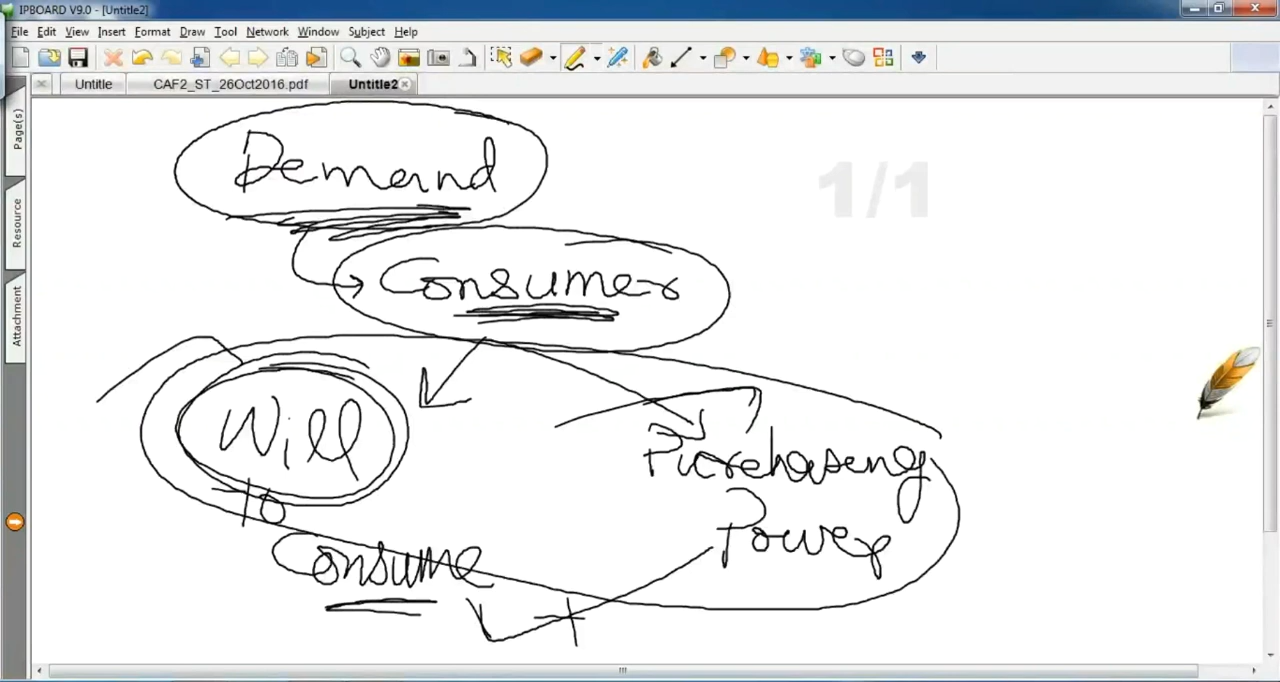 IPBOARD V9.0 - [Untitle2]
File Edit View Insert Format Draw Tool Network Window Subject Help
Untitle CAF2_ST_26Oct2016.pdf Untitle2
Page(s)
Resource
Attachment
1/1
Demand
Consumer
Will
To
Consume
Purchasing
Power